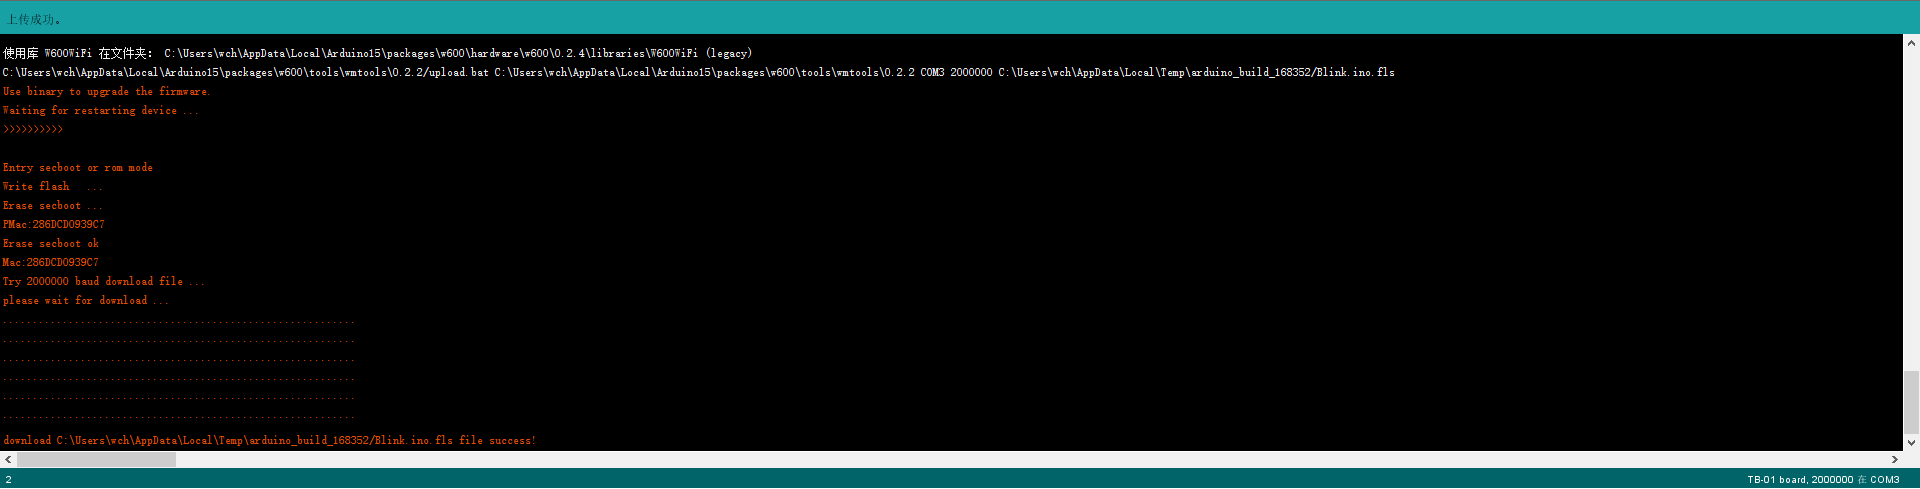 上传成功。
使用库 W600WiFi 在文件夹: C:\Users\wch\AppData\Local\Arduino15\packages\w600\hardware\w600\0.2.4\libraries\W600WiFi (legacy)
C:\Users\wch\AppData\Local\Arduino15\packages\w600\tools\wmtools\0.2.2/upload.bat C:\Users\wch\AppData\Local\Arduino15\packages\w600\tools\wmtools\0.2.2 COM3 2000000 C:\Users\wch\AppData\Local\Temp\arduino_build_168352/Blink.ino.fls
Use binary to upgrade the firmware.
Waiting for restarting device ...
>>>>>>>>>>
Entry secboot or rom mode
Write flash  ...
Erase secboot ...
PMac:286DCD0939C7
Erase secboot ok
Mac:286DCD0939C7
Try 2000000 baud download file ...
please wait for download ...
...........................................................
...........................................................
...........................................................
...........................................................
...........................................................
...........................................................
download C:\Users\wch\AppData\Local\Temp\arduino_build_168352/Blink.ino.fls file success!
2
TB-01 board, 2000000 在 COM3